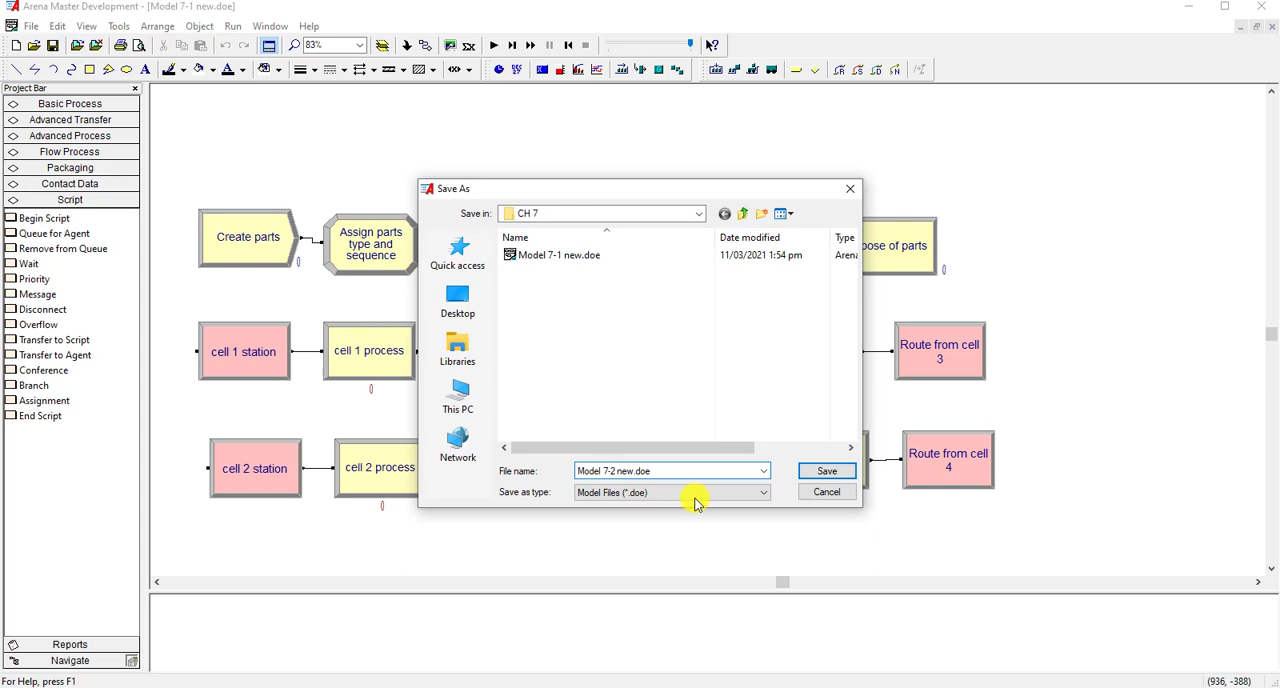 Arena Master Development - [Model 7-1 new.doe]
File Edit View Tools Arrange Object Run Window Help
83%
Project Bar
Basic Process
Advanced Transfer
Advanced Process
Flow Process
Packaging
Contact Data
Script
Begin Script
Queue for Agent
Remove from Queue
Wait
Priority
Message
Disconnect
Overflow
Transfer to Script
Transfer to Agent
Conference
Branch
Assignment
End Script
Reports
Navigate
Create parts
0
Assign parts
type and
sequence
cell 1 station
cell 1 process
0
cell 2 station
cell 2 process
0
Save As
Save in: CH 7
Name Date modified Type
Model 7-1 new.doe 11/03/2021 1:54 pm Arena
Quick access
Desktop
Libraries
This PC
Network
File name: Model 7-2 new.doe Save
Save as type: Model Files (*.doe) Cancel
pose of parts
0
Route from cell
3
Route from cell
4
For Help, press F1
(936, -388)